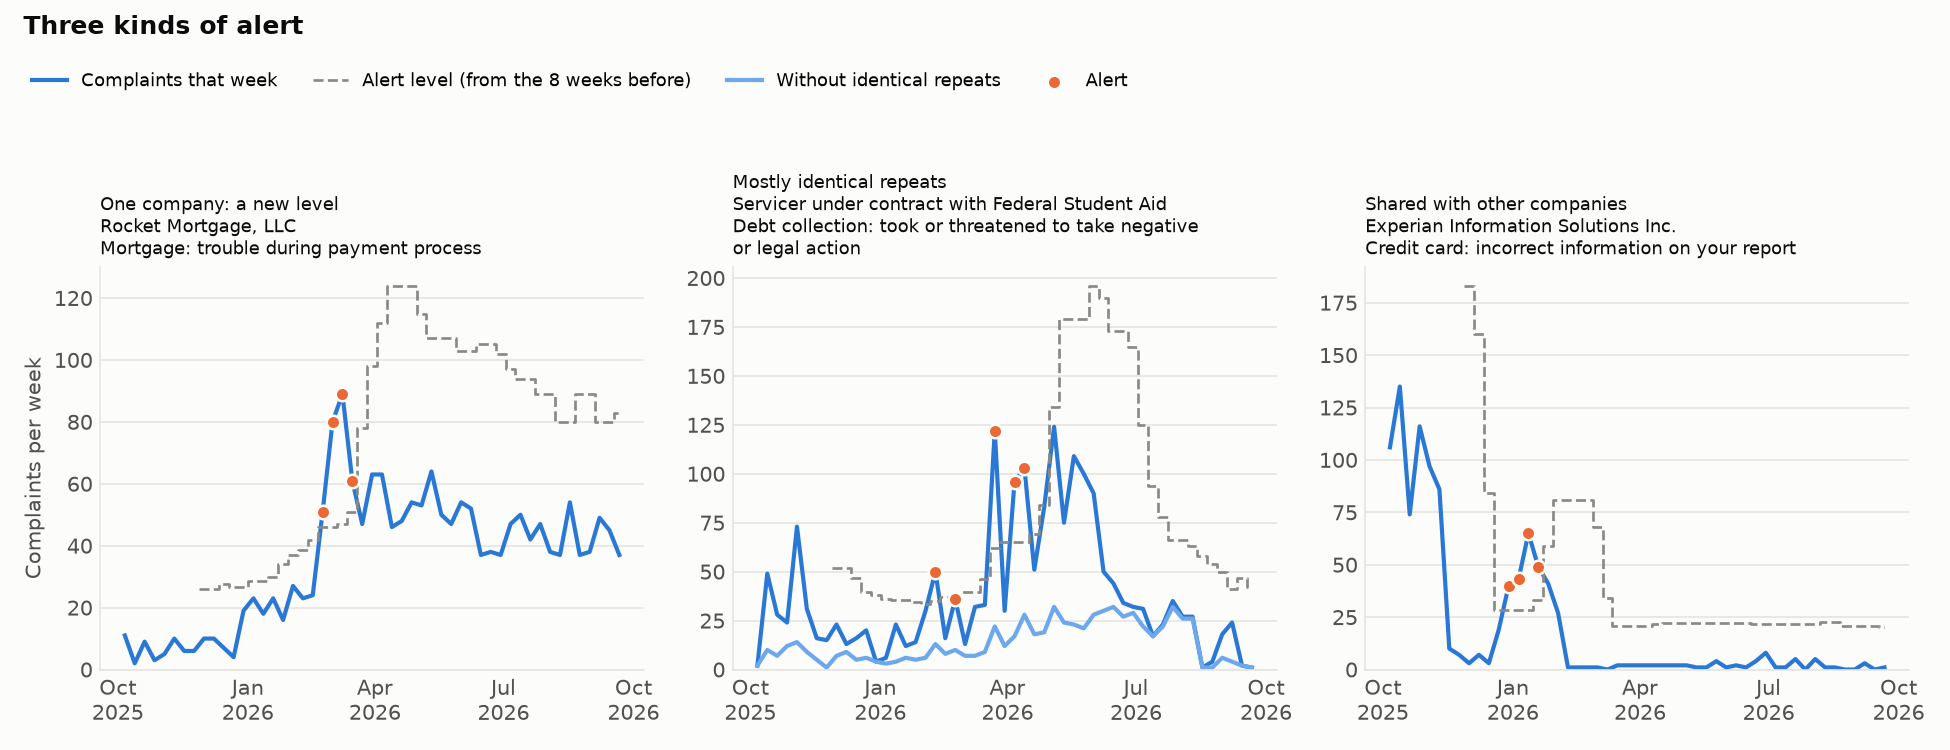 Three kinds of alert
Complaints that week
Alert level (from the 8 weeks before)
Without identical repeats
Alert
One company: a new level
Rocket Mortgage, LLC
Mortgage: trouble during payment process
Complaints per week
120
100
80
60
40
20
0
Oct
2025
Jan
2026
Apr
2026
Jul
2026
Oct
2026
Mostly identical repeats
Servicer under contract with Federal Student Aid
Debt collection: took or threatened to take negative
or legal action
200
175
150
125
100
75
50
25
0
Oct
2025
Jan
2026
Apr
2026
Jul
2026
Oct
2026
Shared with other companies
Experian Information Solutions Inc.
Credit card: incorrect information on your report
175
150
125
100
75
50
25
0
Oct
2025
Jan
2026
Apr
2026
Jul
2026
Oct
2026